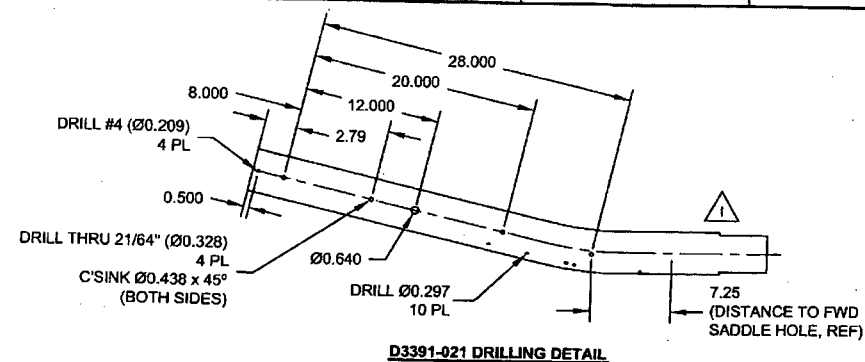 28.000
20.000
8.000
12.000
2.79
DRILL #4 (Ø0.209)
4 PL
0.500
DRILL THRU 21/64" (Ø0.328)
4 PL
C'SINK Ø0.438 x 45º
(BOTH SIDES)
Ø0.640
DRILL Ø0.297
10 PL
1
7.25
(DISTANCE TO FWD
SADDLE HOLE, REF)
D3391-021 DRILLING DETAIL